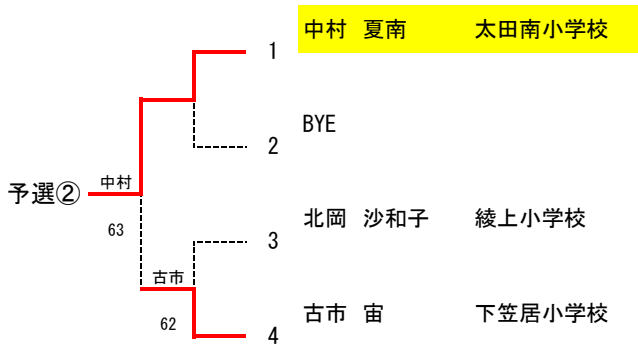 1 中村 夏南 太田南小学校
2 BYE
中村
予選②
63
3 北岡 沙和子 綾上小学校
古市
62
4 古市 宙 下笠居小学校